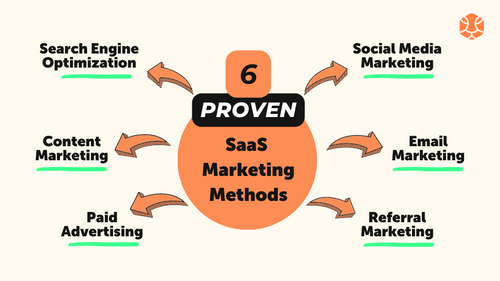 6
PROVEN
SaaS
Marketing
Methods
Search Engine
Optimization
Content
Marketing
Paid
Advertising
Social Media
Marketing
Email
Marketing
Referral
Marketing